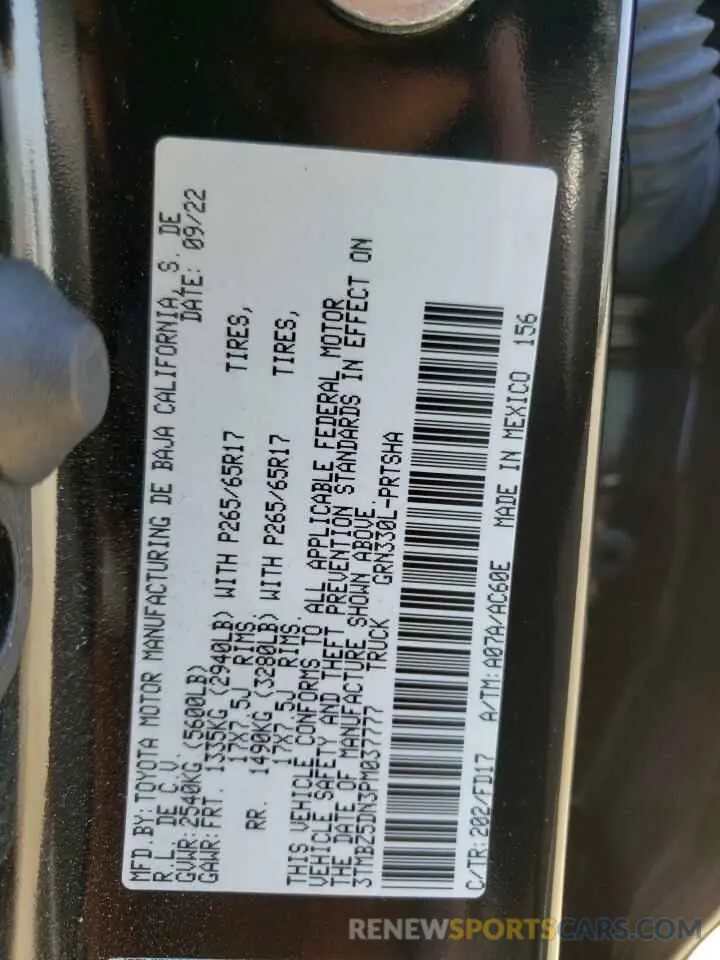 MFD.BY:TOYOTA MOTOR MANUFACTURING DE BAJA CALIFORNIA, S. DE
R.L. DE C.V. DATE: 09/22
GVWR:2540KG (5600LB)
GAWR:FRT. 1335KG (2940LB) WITH P265/65R17 TIRES,
17X7.5J RIMS.
RR. 1490KG (3280LB) WITH P265/65R17 TIRES,
17X7.5J RIMS.
THIS VEHICLE CONFORMS TO ALL APPLICABLE FEDERAL MOTOR
VEHICLE SAFETY AND THEFT PREVENTION STANDARDS IN EFFECT ON
THE DATE OF MANUFACTURE SHOWN ABOVE.
3TMBZ5DN3PM037777 TRUCK GRN330L-PRTSHA
C/TR:202/FD17 A/TM:A07A/AC60E MADE IN MEXICO 156
RENEWSPORTSCARS.COM